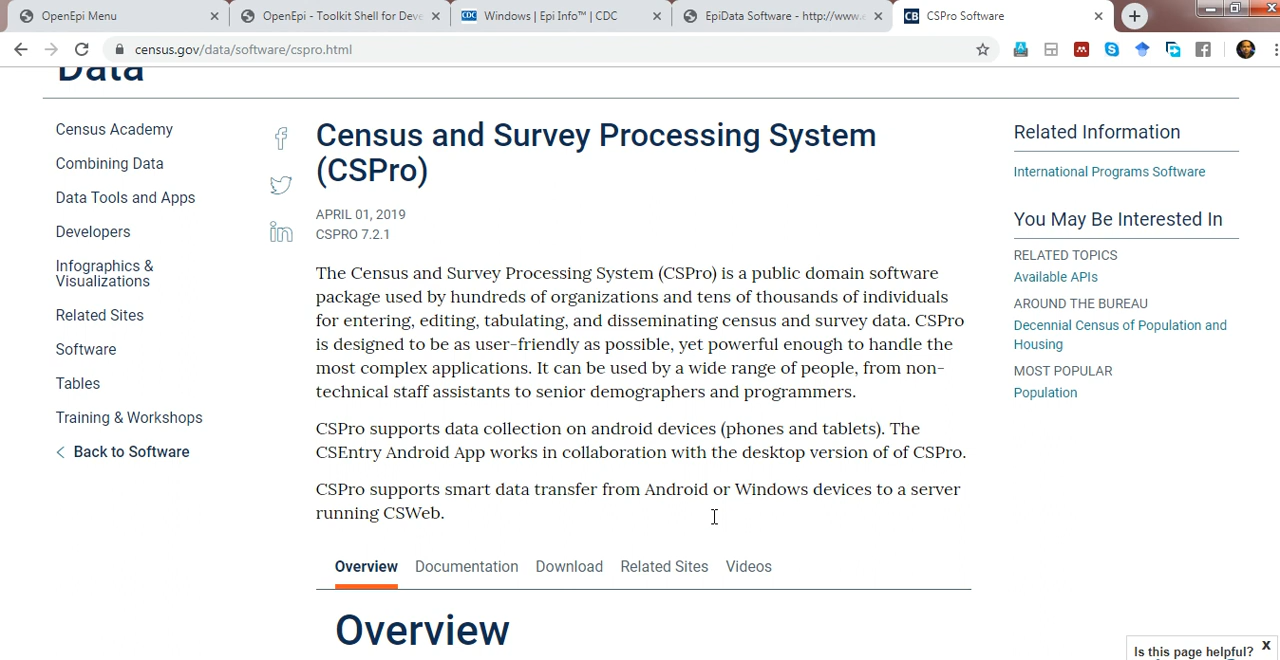 OpenEpi Menu
OpenEpi - Toolkit Shell for Deve
CDC
Windows | Epi Info™ | CDC
EpiData Software - http://www.e
CB
CSPro Software
census.gov/data/software/cspro.html
Data
Census Academy
Combining Data
Data Tools and Apps
Developers
Infographics &
Visualizations
Related Sites
Software
Tables
Training & Workshops
Back to Software
Census and Survey Processing System
(CSPro)
APRIL 01, 2019
CSPRO 7.2.1
The Census and Survey Processing System (CSPro) is a public domain software
package used by hundreds of organizations and tens of thousands of individuals
for entering, editing, tabulating, and disseminating census and survey data. CSPro
is designed to be as user-friendly as possible, yet powerful enough to handle the
most complex applications. It can be used by a wide range of people, from non-
technical staff assistants to senior demographers and programmers.
CSPro supports data collection on android devices (phones and tablets). The
CSEntry Android App works in collaboration with the desktop version of of CSPro.
CSPro supports smart data transfer from Android or Windows devices to a server
running CSWeb.
Overview
Documentation
Download
Related Sites
Videos
Overview
Related Information
International Programs Software
You May Be Interested In
RELATED TOPICS
Available APIs
AROUND THE BUREAU
Decennial Census of Population and
Housing
MOST POPULAR
Population
Is this page helpful?
X